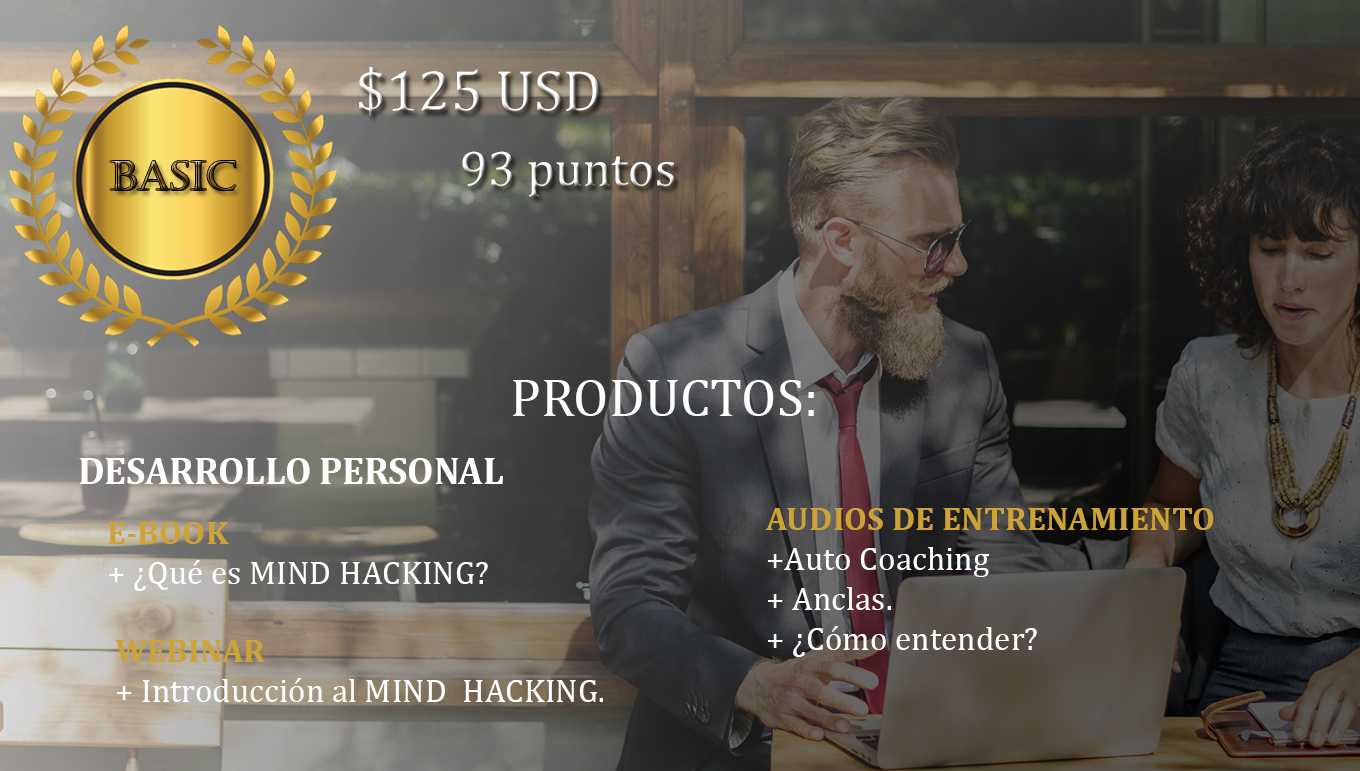 BASIC
$125 USD
93 puntos
PRODUCTOS:
DESARROLLO PERSONAL
E-BOOK
+ ¿Qué es MIND HACKING?
WEBINAR
+ Introducción al MIND  HACKING.
AUDIOS DE ENTRENAMIENTO
+Auto Coaching
+ Anclas.
+ ¿Cómo entender?